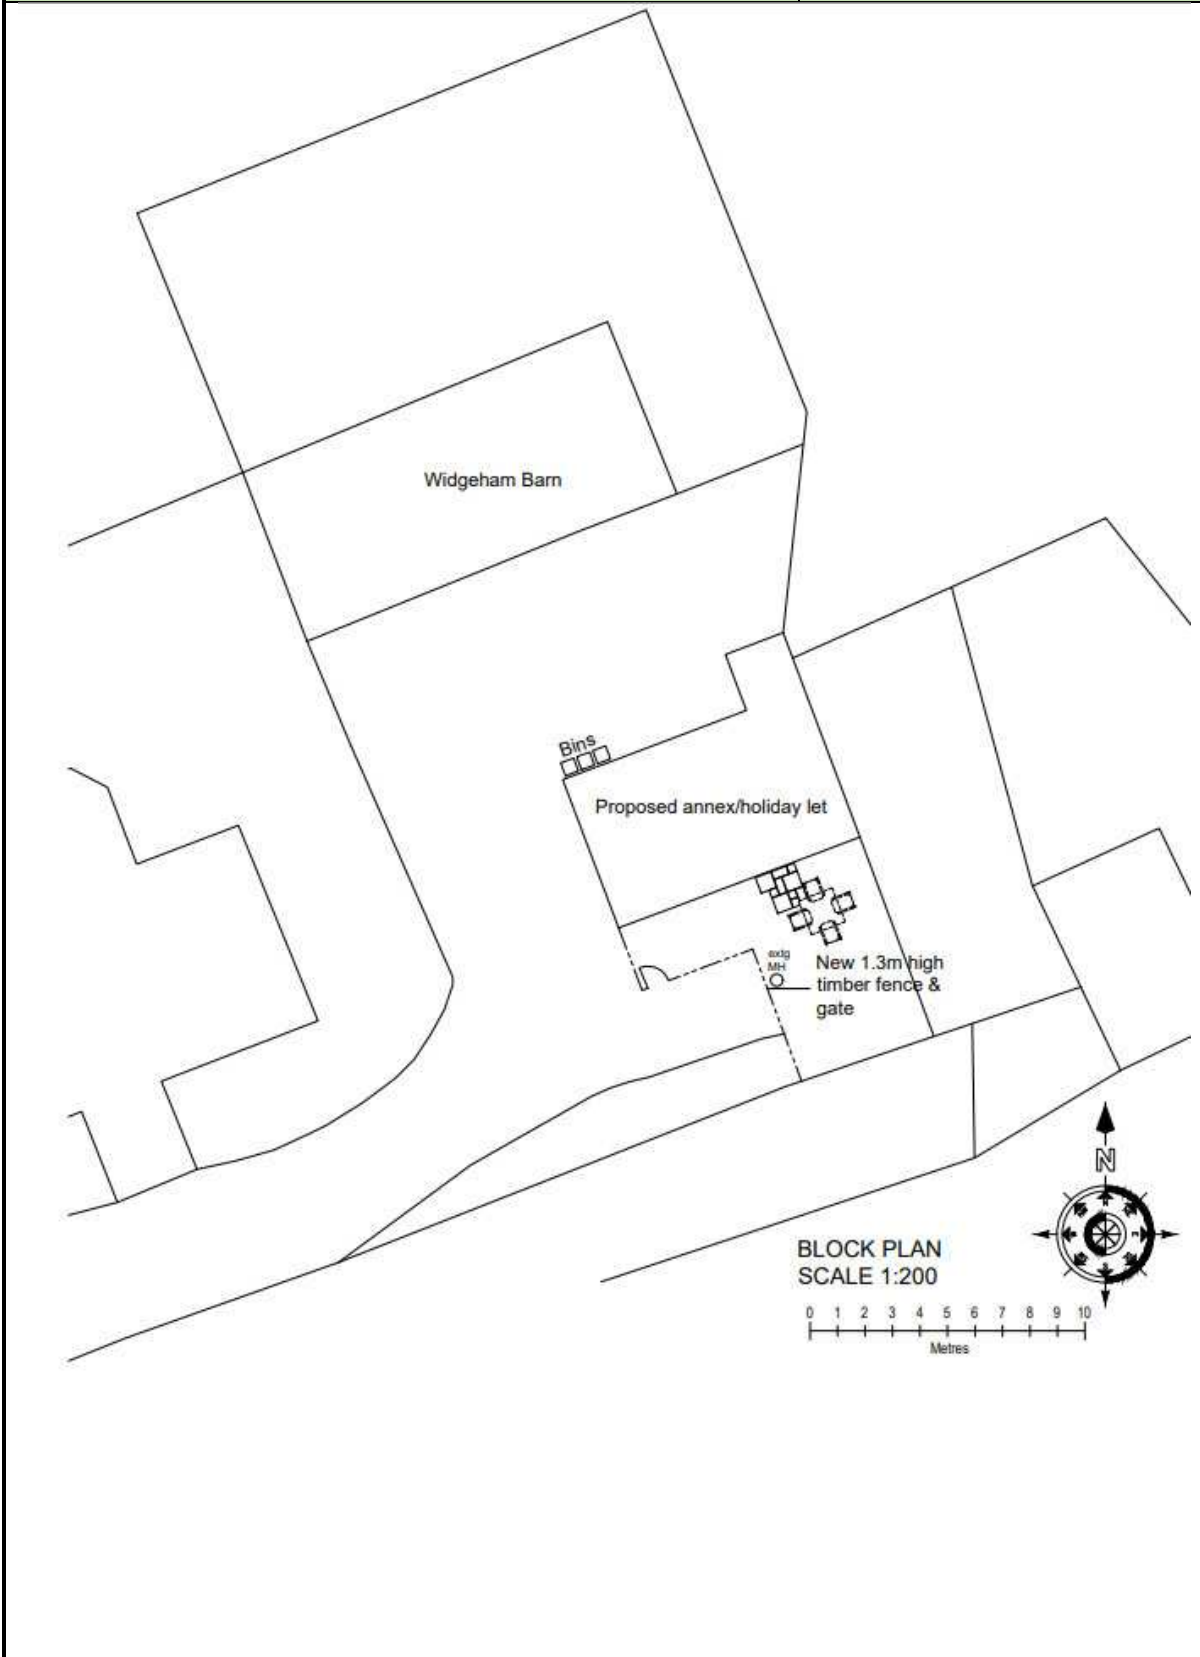 Widgeham Barn
Bins
Proposed annex/holiday let
extg
MH
New 1.3m high
timber fence &
gate
N
BLOCK PLAN
SCALE 1:200
0 1 2 3 4 5 6 7 8 9 10
Metres